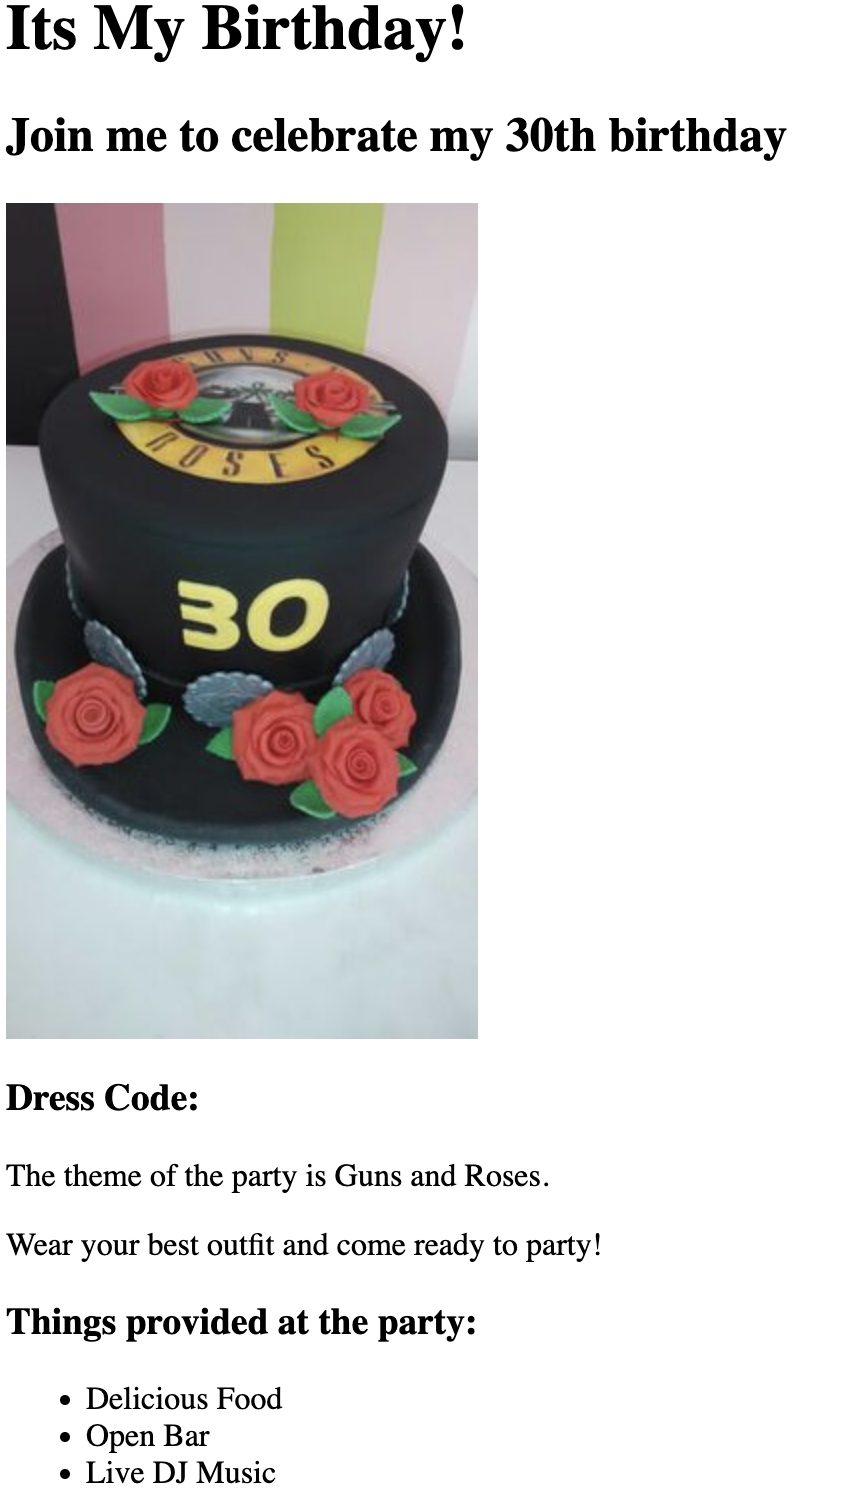 Its My Birthday!
Join me to celebrate my 30th birthday
GUNS
ROSES
30
Dress Code:
The theme of the party is Guns and Roses.
Wear your best outfit and come ready to party!
Things provided at the party:
• Delicious Food
• Open Bar
• Live DJ Music